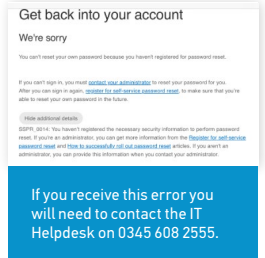 Get back into your account
We're sorry
You can't reset your own password because you haven't registered for password reset.
If you can't sign in, you must contact your administrator to reset your password for you.
After you can sign in again, register for self-service password reset, to make sure that you're
able to reset your own password in the future.
Hide additional details
SSPR_0014: You haven't registered the necessary security information to perform password
reset. If you're an administrator, you can get more information from the Register for self-service
password reset and How to successfully roll out password reset articles. If you aren't an
administrator, you can provide this information when you contact your administrator.
If you receive this error you
will need to contact the IT
Helpdesk on 0345 608 2555.